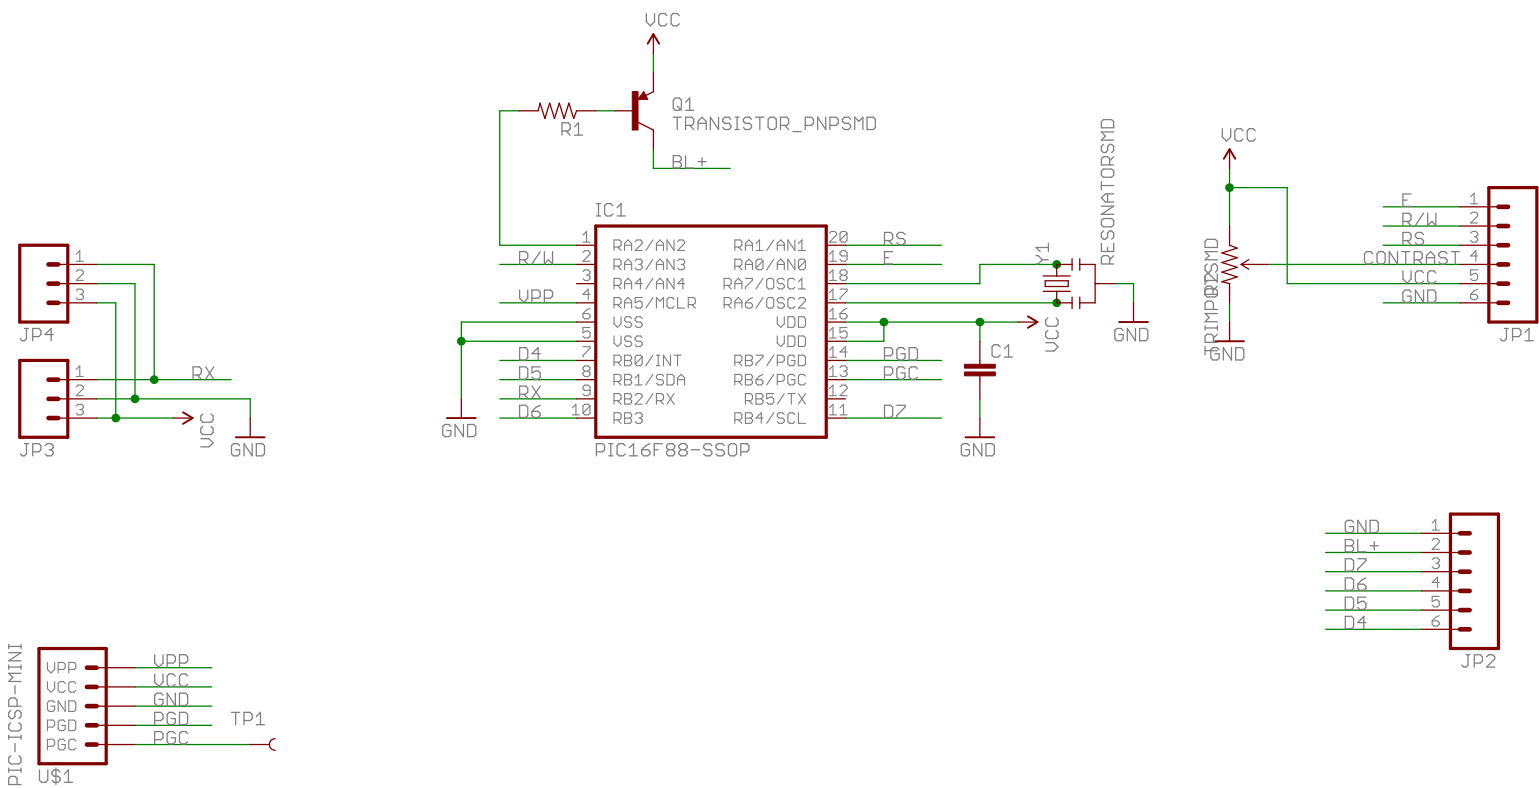 VCC
Q1
TRANSISTOR_PNPSMD
R1
BL+
IC1
1 RA2/AN2 RA1/AN1 20 RS
R/W 2 RA3/AN3 RA0/AN0 19 E
3 RA4/AN4 RA7/OSC1 18
VPP 4 RA5/MCLR RA6/OSC2 17
6 VSS VDD 16
5 VSS VDD 15
D4 7 RB0/INT RB7/PGD 14 PGD
D5 8 RB1/SDA RB6/PGC 13 PGC
RX 9 RB2/RX RB5/TX 12
D6 10 RB3 RB4/SCL 11 D7
PIC16F88-SSOP
GND
Y1
RESONATORSMD
GND
VCC
C1
GND
1
2
3
JP4
1 RX
2
3
JP3
VCC
GND
VCC
TRIMPOTSMD
GND
E 1
R/W 2
RS 3
CONTRAST 4
VCC 5
GND 6
JP1
GND 1
BL+ 2
D7 3
D6 4
D5 5
D4 6
JP2
PIC-ICSP-MINI
VPP VPP
VCC VCC
GND GND
PGD PGD
PGC PGC
TP1
U$1